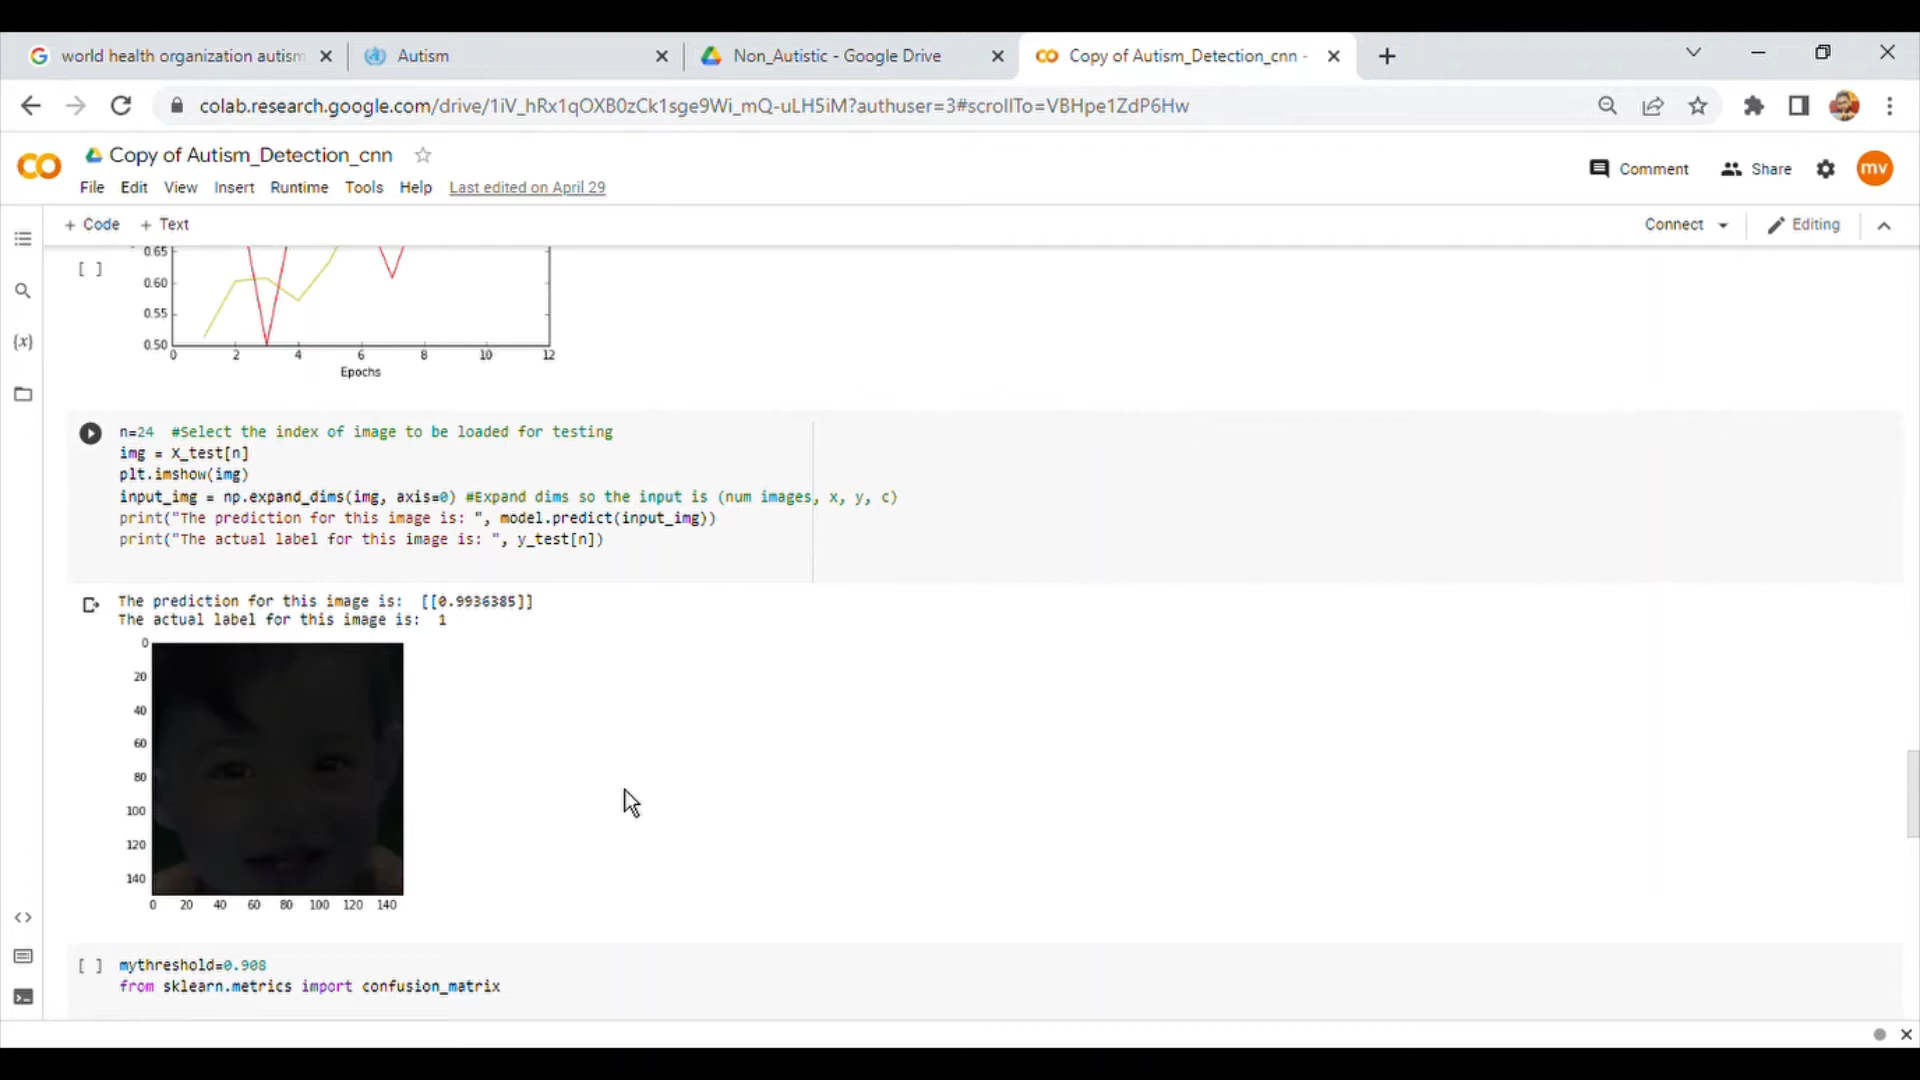 world health organization autism
Autism
Non_Autistic - Google Drive
Copy of Autism_Detection_cnn -
colab.research.google.com/drive/1iV_hRx1qOXB0zCk1sge9Wi_mQ-uLH5iM?authuser=3#scrollTo=VBHpe1ZdP6Hw
Copy of Autism_Detection_cnn
File Edit View Insert Runtime Tools Help Last edited on April 29
Comment Share mv
+ Code + Text
Connect Editing
[ ]
0.65
0.60
0.55
0.50
0 2 4 6 8 10 12
Epochs
n=24 #Select the index of image to be loaded for testing
img = X_test[n]
plt.imshow(img)
input_img = np.expand_dims(img, axis=0) #Expand dims so the input is (num images, x, y, c)
print("The prediction for this image is: ", model.predict(input_img))
print("The actual label for this image is: ", y_test[n])
The prediction for this image is: [[0.9936385]]
The actual label for this image is: 1
0
20
40
60
80
100
120
140
0 20 40 60 80 100 120 140
[ ] mythreshold=0.908
from sklearn.metrics import confusion_matrix